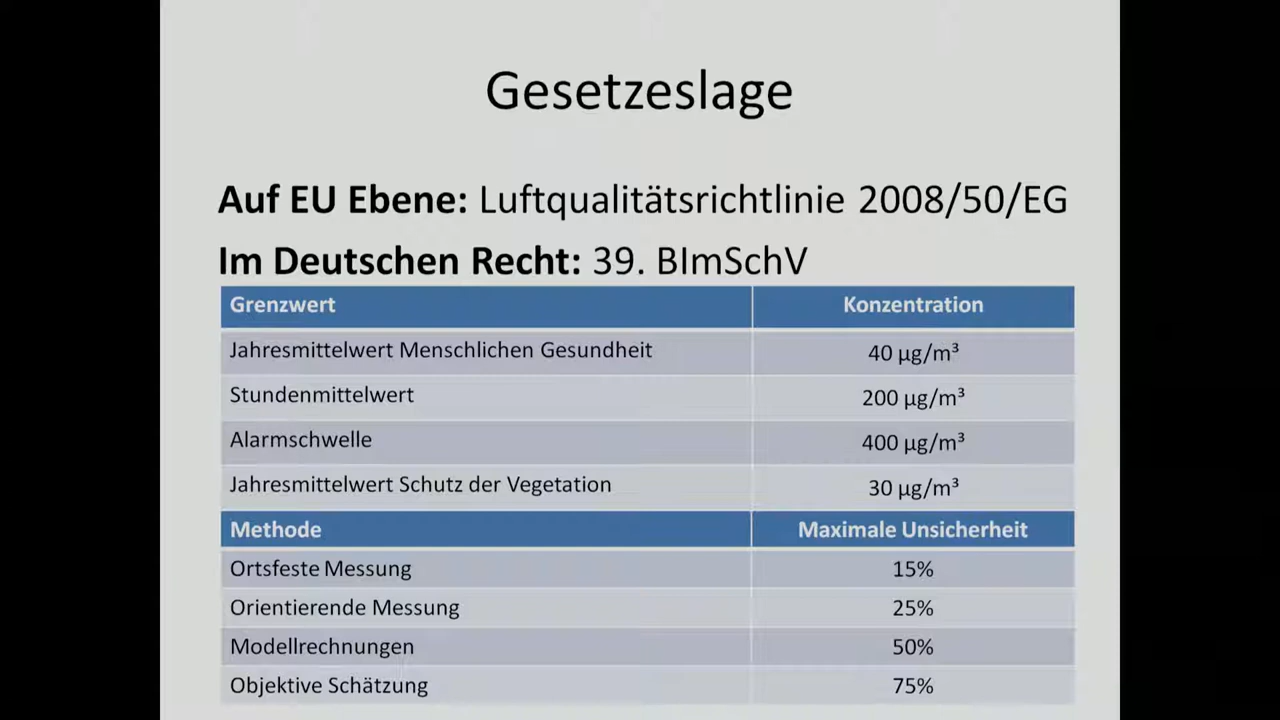 Gesetzeslage
Auf EU Ebene: Luftqualitätsrichtlinie 2008/50/EG
Im Deutschen Recht: 39. BImSchV
Grenzwert Konzentration
Jahresmittelwert Menschlichen Gesundheit 40 µg/m³
Stundenmittelwert 200 µg/m³
Alarmschwelle 400 µg/m³
Jahresmittelwert Schutz der Vegetation 30 µg/m³
Methode Maximale Unsicherheit
Ortsfeste Messung 15%
Orientierende Messung 25%
Modellrechnungen 50%
Objektive Schätzung 75%